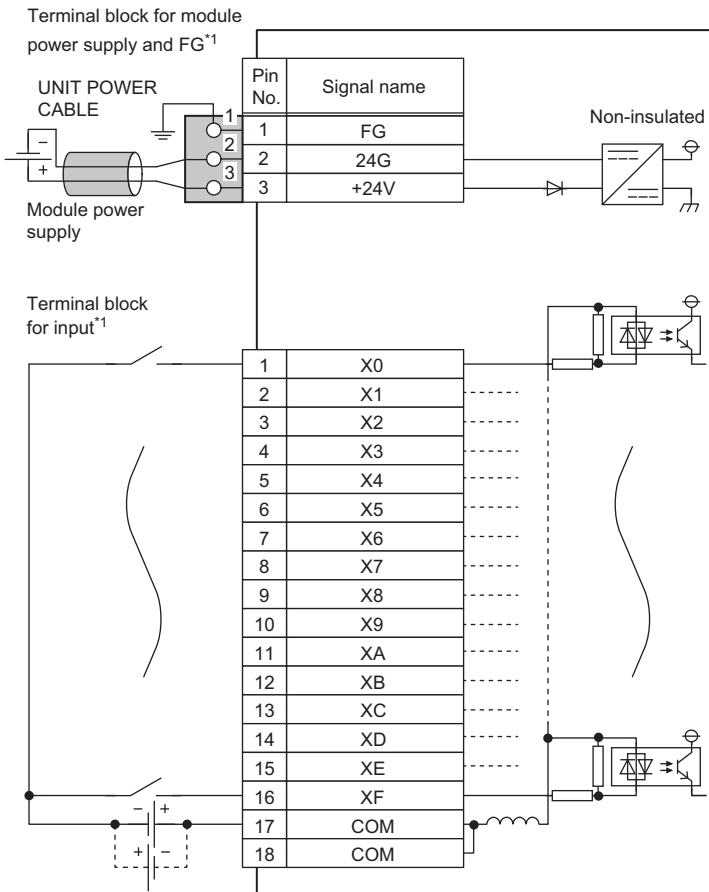 Terminal block for module
power supply and FG*1
UNIT POWER
CABLE
Pin
No.
Signal name
Non-insulated
1
1
FG
2
2
24G
3
3
+24V
−
+
Module power
supply
Terminal block
for input*1
1
X0
2
X1
3
X2
4
X3
5
X4
6
X5
7
X6
8
X7
9
X8
10
X9
11
XA
12
XB
13
XC
14
XD
15
XE
16
XF
− +
17
COM
+ −
18
COM